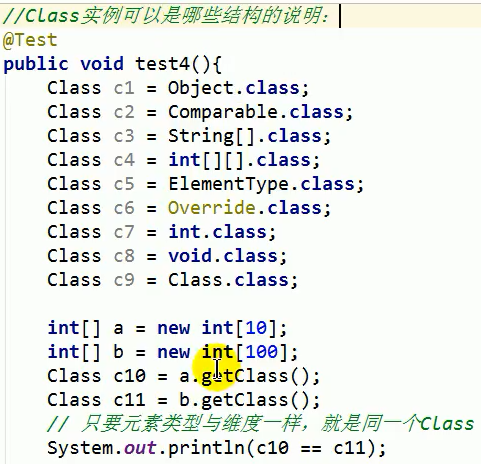 //Class实例可以是哪些结构的说明：
@Test
public void test4(){
Class c1 = Object.class;
Class c2 = Comparable.class;
Class c3 = String[].class;
Class c4 = int[][].class;
Class c5 = ElementType.class;
Class c6 = Override.class;
Class c7 = int.class;
Class c8 = void.class;
Class c9 = Class.class;
int[] a = new int[10];
int[] b = new int[100];
Class c10 = a.getClass();
Class c11 = b.getClass();
// 只要元素类型与维度一样，就是同一个Class
System.out.println(c10 == c11);